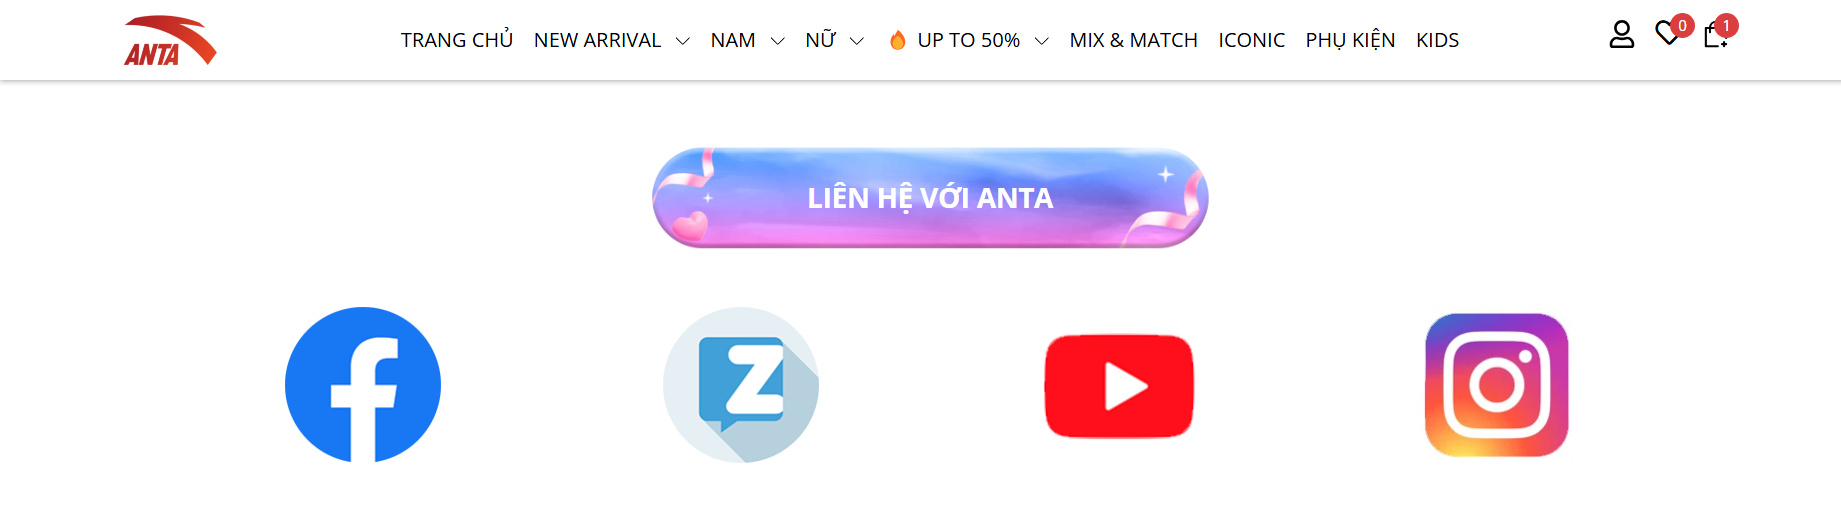 ANTA
TRANG CHỦ NEW ARRIVAL NAM NỮ UP TO 50% MIX & MATCH ICONIC PHỤ KIỆN KIDS
0 1
LIÊN HỆ VỚI ANTA
f Z